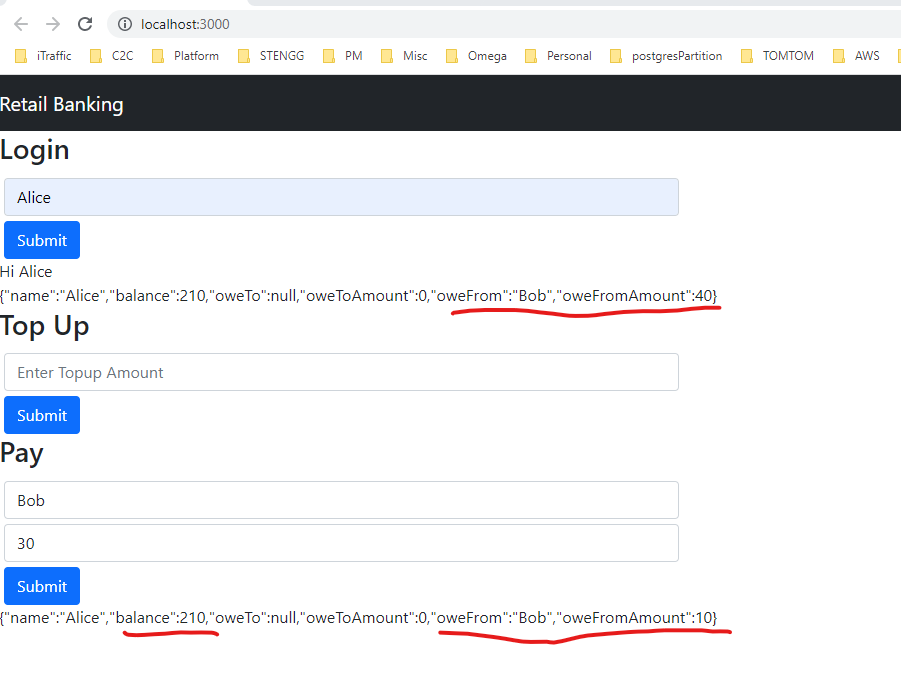 localhost:3000
iTraffic C2C Platform STENGG PM Misc Omega Personal postgresPartition TOMTOM AWS
Retail Banking
Login
Alice
Submit
Hi Alice
{"name":"Alice","balance":210,"oweTo":null,"oweToAmount":0,"oweFrom":"Bob","oweFromAmount":40}
Top Up
Enter Topup Amount
Submit
Pay
Bob
30
Submit
{"name":"Alice","balance":210,"oweTo":null,"oweToAmount":0,"oweFrom":"Bob","oweFromAmount":10}